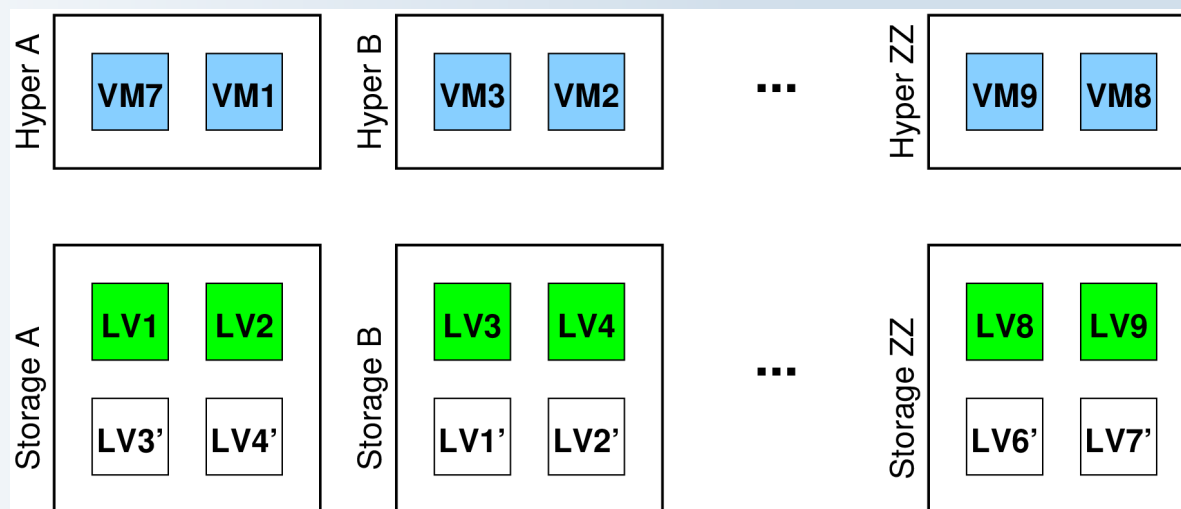 Hyper A
VM7 VM1
Hyper B
VM3 VM2
...
Hyper ZZ
VM9 VM8
Storage A
LV1 LV2
LV3’ LV4’
Storage B
LV3 LV4
LV1’ LV2’
...
Storage ZZ
LV8 LV9
LV6’ LV7’